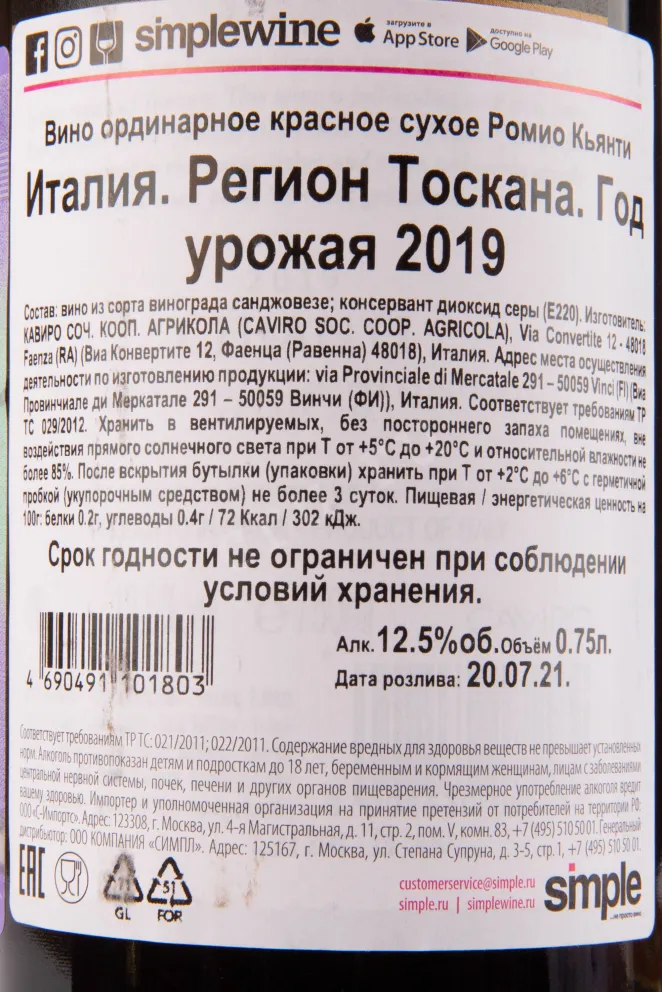 simplewine загрузите в App Store доступно на Google Play
Вино ординарное красное сухое Ромио Кьянти
Италия. Регион Тоскана. Год
урожая 2019
Состав: вино из сорта винограда санджовезе; консервант диоксид серы (Е220). Изготовитель:
КАВИРО СОЧ. КООП. АГРИКОЛА (CAVIRO SOC. COOP. AGRICOLA), Via Convertite 12 - 48018
Faenza (RA) (Виа Конвертите 12, Фаенца (Равенна) 48018), Италия. Адрес места осуществления
деятельности по изготовлению продукции: via Provinciale di Mercatale 291 – 50059 Vinci (FI) (Виа
Провинчиале ди Меркатале 291 – 50059 Винчи (ФИ)), Италия. Соответствует требованиям ТР
ТС 029/2012. Хранить в вентилируемых, без постороннего запаха помещениях, вне
воздействия прямого солнечного света при Т от +5°С до +20°С и относительной влажности не
более 85%. После вскрытия бутылки (упаковки) хранить при Т от +2°С до +6°С с герметичной
пробкой (укупорочным средством) не более 3 суток. Пищевая / энергетическая ценность на
100г: белки 0.2г, углеводы 0.4г / 72 Ккал / 302 кДж.
Срок годности не ограничен при соблюдении
условий хранения.
Алк. 12.5%об. Объём 0.75л.
Дата розлива: 20.07.21.
4 690491 101803
Соответствует требованиям ТР ТС: 021/2011; 022/2011. Содержание вредных для здоровья веществ не превышает установленных
норм. Алкоголь противопоказан детям и подросткам до 18 лет, беременным и кормящим женщинам, лицам с заболеваниями
центральной нервной системы, почек, печени и других органов пищеварения. Чрезмерное употребление алкоголя вредит
вашему здоровью. Импортер и уполномоченная организация на принятие претензий от потребителей на территории РФ:
ООО «С-Импортс». Адрес: 123308, г. Москва, ул. 4-я Магистральная, д. 11, стр. 2, пом. V, комн. 83, +7 (495) 510 50 01. Генеральный
дистрибьютор: ООО КОМПАНИЯ «СИМПЛ». Адрес: 125167, г. Москва, ул. Степана Супруна, д. 3-5, стр.1, +7 (495) 510 50 01.
EAC 71 GL 51 FOR
customerservice@simple.ru
simple.ru | simplewine.ru
simple
...не просто вино